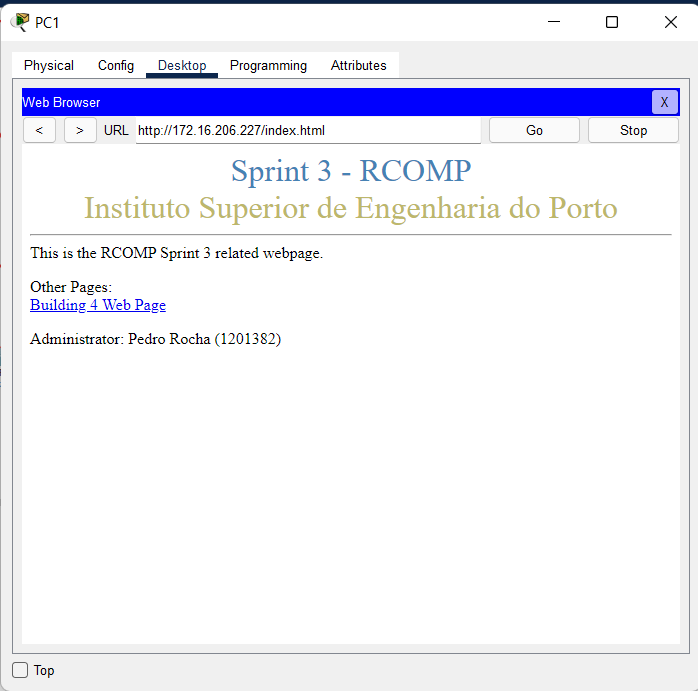 PC1
Physical Config Desktop Programming Attributes
Web Browser X
< > URL http://172.16.206.227/index.html Go Stop
Sprint 3 - RCOMP
Instituto Superior de Engenharia do Porto
This is the RCOMP Sprint 3 related webpage.
Other Pages:
Building 4 Web Page
Administrator: Pedro Rocha (1201382)
Top